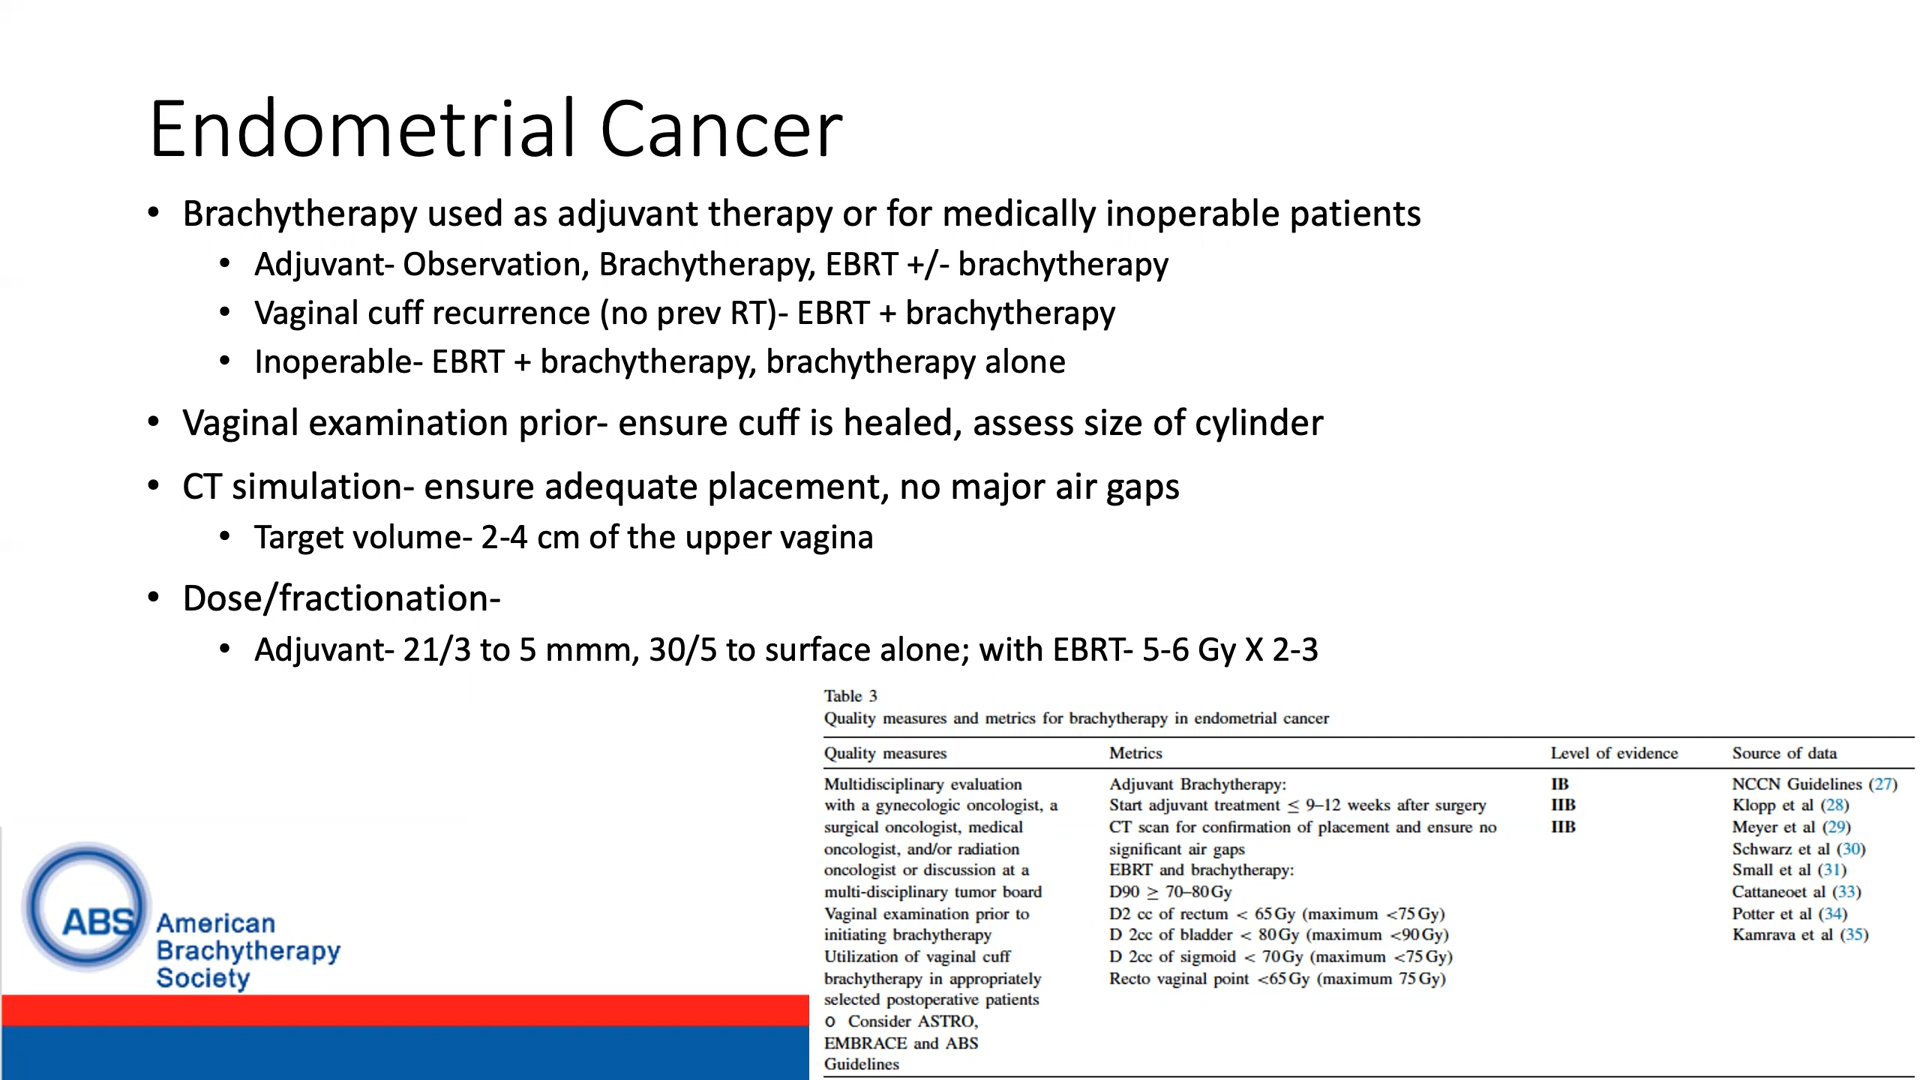 Endometrial Cancer
• Brachytherapy used as adjuvant therapy or for medically inoperable patients
• Adjuvant- Observation, Brachytherapy, EBRT +/- brachytherapy
• Vaginal cuff recurrence (no prev RT)- EBRT + brachytherapy
• Inoperable- EBRT + brachytherapy, brachytherapy alone
• Vaginal examination prior- ensure cuff is healed, assess size of cylinder
• CT simulation- ensure adequate placement, no major air gaps
• Target volume- 2-4 cm of the upper vagina
• Dose/fractionation-
• Adjuvant- 21/3 to 5 mmm, 30/5 to surface alone; with EBRT- 5-6 Gy X 2-3
Table 3
Quality measures and metrics for brachytherapy in endometrial cancer
Quality measures Metrics Level of evidence Source of data
Multidisciplinary evaluation Adjuvant Brachytherapy: IB NCCN Guidelines (27)
with a gynecologic oncologist, a Start adjuvant treatment ≤ 9–12 weeks after surgery IIB Klopp et al (28)
surgical oncologist, medical CT scan for confirmation of placement and ensure no IIB Meyer et al (29)
oncologist, and/or radiation significant air gaps Schwarz et al (30)
oncologist or discussion at a EBRT and brachytherapy: Small et al (31)
multi-disciplinary tumor board D90 ≥ 70–80 Gy Cattaneoet al (33)
Vaginal examination prior to D2 cc of rectum < 65 Gy (maximum <75 Gy) Potter et al (34)
initiating brachytherapy D 2cc of bladder < 80 Gy (maximum <90 Gy) Kamrava et al (35)
Utilization of vaginal cuff D 2cc of sigmoid < 70 Gy (maximum <75 Gy)
brachytherapy in appropriately Recto vaginal point <65 Gy (maximum 75 Gy)
selected postoperative patients
o Consider ASTRO,
EMBRACE and ABS
Guidelines
ABS American
Brachytherapy
Society